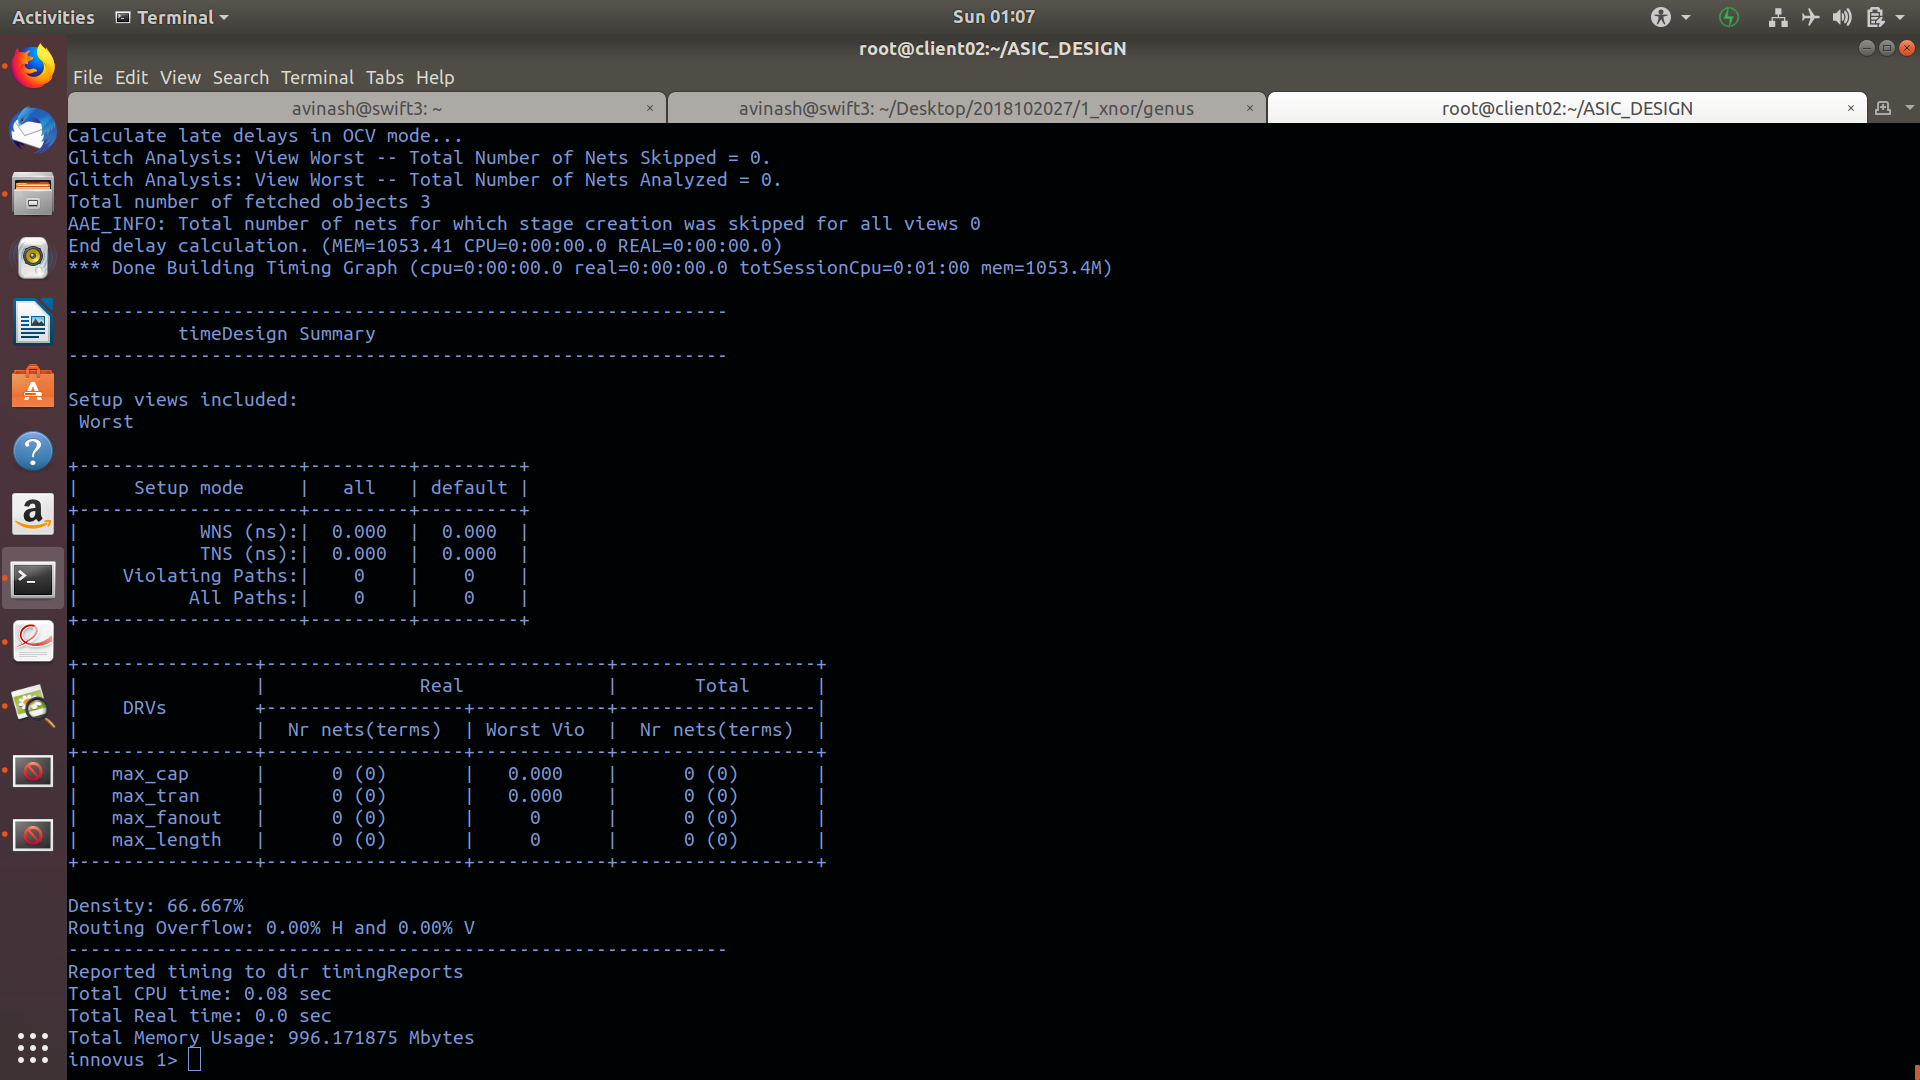 Activities Terminal Sun 01:07
root@client02:~/ASIC_DESIGN
File Edit View Search Terminal Tabs Help
avinash@swift3: ~ × avinash@swift3: ~/Desktop/2018102027/1_xnor/genus × root@client02:~/ASIC_DESIGN ×
Calculate late delays in OCV mode...
Glitch Analysis: View Worst -- Total Number of Nets Skipped = 0.
Glitch Analysis: View Worst -- Total Number of Nets Analyzed = 0.
Total number of fetched objects 3
AAE_INFO: Total number of nets for which stage creation was skipped for all views 0
End delay calculation. (MEM=1053.41 CPU=0:00:00.0 REAL=0:00:00.0)
*** Done Building Timing Graph (cpu=0:00:00.0 real=0:00:00.0 totSessionCpu=0:01:00 mem=1053.4M)
------------------------------------------------------------
          timeDesign Summary
------------------------------------------------------------
Setup views included:
 Worst
+--------------------+---------+---------+
|     Setup mode     |   all   | default |
+--------------------+---------+---------+
|           WNS (ns):|  0.000  |  0.000  |
|           TNS (ns):|  0.000  |  0.000  |
|    Violating Paths:|    0    |    0    |
|          All Paths:|    0    |    0    |
+--------------------+---------+---------+
+----------------+-------------------------------+------------------+
|                |              Real             |       Total      |
|    DRVs        +------------------+------------+------------------|
|                |  Nr nets(terms)  | Worst Vio  |  Nr nets(terms)  |
+----------------+------------------+------------+------------------+
|   max_cap      |      0 (0)       |   0.000    |      0 (0)       |
|   max_tran     |      0 (0)       |   0.000    |      0 (0)       |
|   max_fanout   |      0 (0)       |     0      |      0 (0)       |
|   max_length   |      0 (0)       |     0      |      0 (0)       |
+----------------+------------------+------------+------------------+
Density: 66.667%
Routing Overflow: 0.00% H and 0.00% V
------------------------------------------------------------
Reported timing to dir timingReports
Total CPU time: 0.08 sec
Total Real time: 0.0 sec
Total Memory Usage: 996.171875 Mbytes
innovus 1>